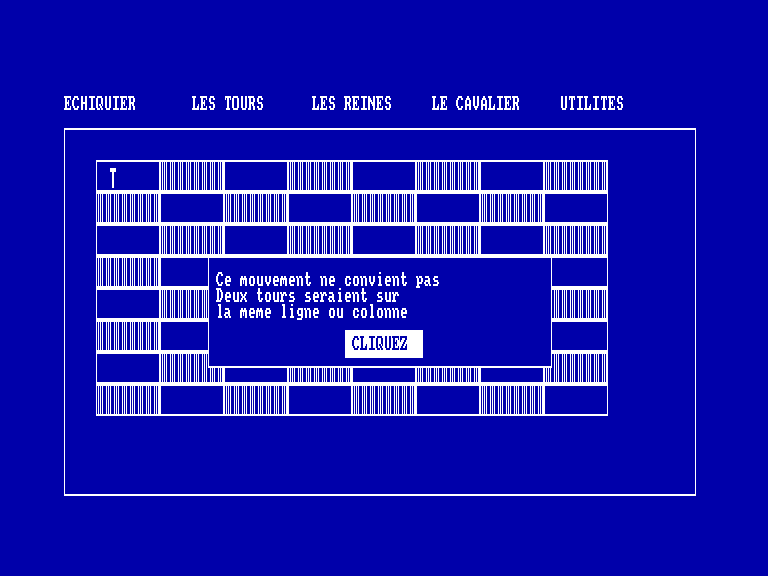 ECHIQUIER LES TOURS LES REINES LE CAVALIER UTILITES
T
Ce mouvement ne convient pas
Deux tours seraient sur
la meme ligne ou colonne
CLIQUEZ